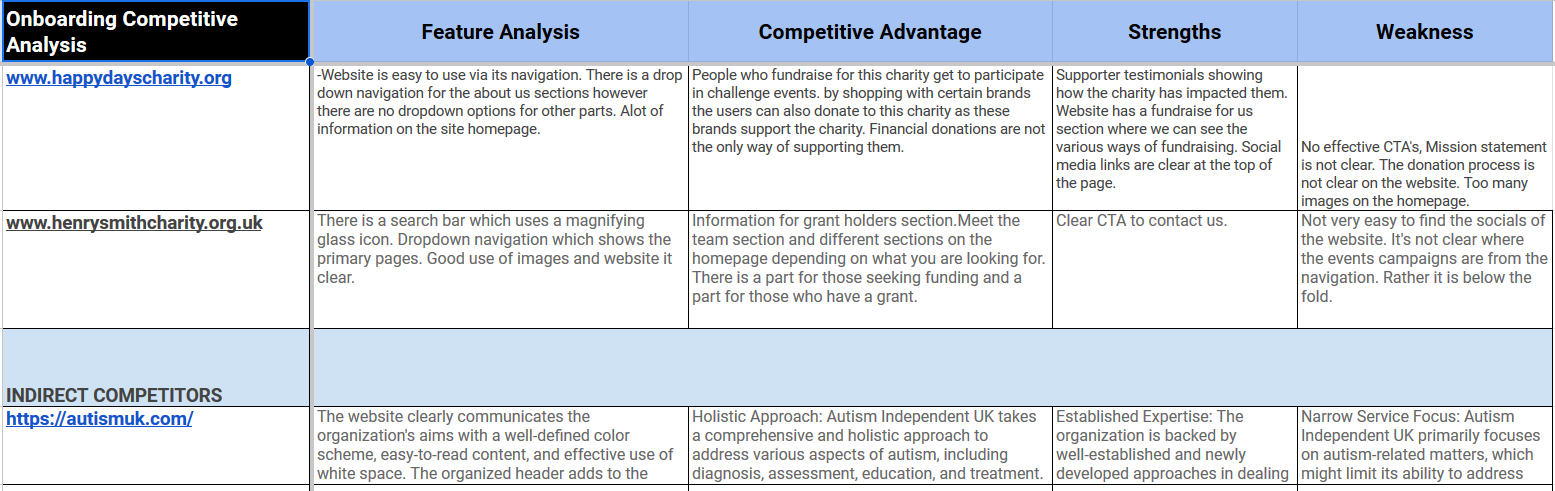 Onboarding Competitive
Analysis
Feature Analysis
Competitive Advantage
Strengths
Weakness
www.happydayscharity.org
-Website is easy to use via its navigation. There is a drop
down navigation for the about us sections however
there are no dropdown options for other parts. Alot of
information on the site homepage.
People who fundraise for this charity get to participate
in challenge events. by shopping with certain brands
the users can also donate to this charity as these
brands support the charity. Financial donations are not
the only way of supporting them.
Supporter testimonials showing
how the charity has impacted them.
Website has a fundraise for us
section where we can see the
various ways of fundraising. Social
media links are clear at the top of
the page.
No effective CTA's, Mission statement
is not clear. The donation process is
not clear on the website. Too many
images on the homepage.
www.henrysmithcharity.org.uk
There is a search bar which uses a magnifying
glass icon. Dropdown navigation which shows the
primary pages. Good use of images and website it
clear.
Information for grant holders section.Meet the
team section and different sections on the
homepage depending on what you are looking for.
There is a part for those seeking funding and a
part for those who have a grant.
Clear CTA to contact us.
Not very easy to find the socials of
the website. It's not clear where
the events campaigns are from the
navigation. Rather it is below the
fold.
INDIRECT COMPETITORS
https://autismuk.com/
The website clearly communicates the
organization's aims with a well-defined color
scheme, easy-to-read content, and effective use of
white space. The organized header adds to the
Holistic Approach: Autism Independent UK takes
a comprehensive and holistic approach to
address various aspects of autism, including
diagnosis, assessment, education, and treatment.
Established Expertise: The
organization is backed by
well-established and newly
developed approaches in dealing
Narrow Service Focus: Autism
Independent UK primarily focuses
on autism-related matters, which
might limit its ability to address